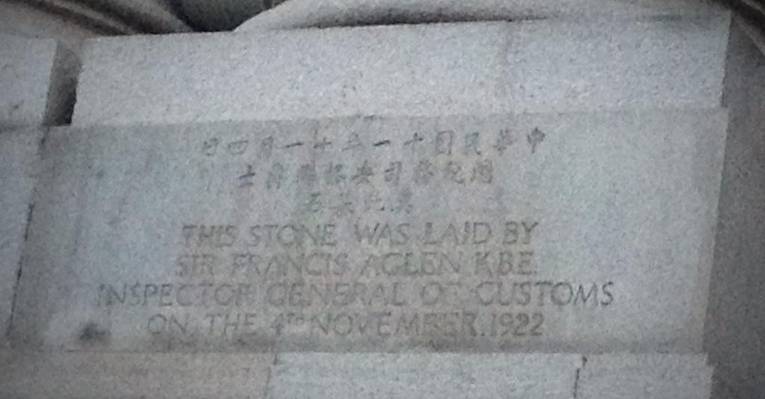 中華民國十一年十一月四日
總稅務司安格聯爵士
THIS STONE WAS LAID BY
SIR FRANCIS AGLEN K.B.E.
INSPECTOR GENERAL OF CUSTOMS
ON THE 4TH NOVEMBER.1922